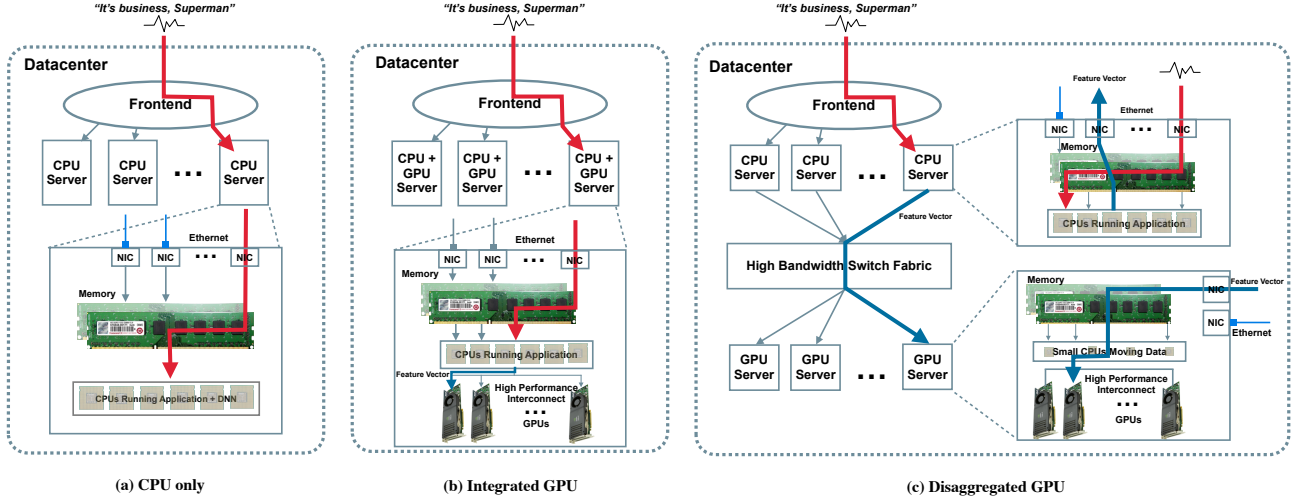 “It's business, Superman”
Datacenter
Frontend
CPU
Server
CPU
Server
...
CPU
Server
Ethernet
NIC
NIC
...
NIC
Memory
CPUs Running Application + DNN
(a) CPU only
“It's business, Superman”
Datacenter
Frontend
CPU +
GPU
Server
CPU +
GPU
Server
...
CPU +
GPU
Server
Ethernet
NIC
NIC
...
NIC
Memory
CPUs Running Application
Feature Vector
High Performance
Interconnect
...
GPUs
(b) Integrated GPU
“It's business, Superman”
Datacenter
Frontend
CPU
Server
CPU
Server
...
CPU
Server
Feature Vector
High Bandwidth Switch Fabric
GPU
Server
GPU
Server
...
GPU
Server
Feature Vector
Ethernet
NIC
NIC
...
NIC
Memory
CPUs Running Application
Memory
NIC
Feature Vector
NIC
Ethernet
Small CPUs Moving Data
High Performance
Interconnect
...
GPUs
(c) Disaggregated GPU